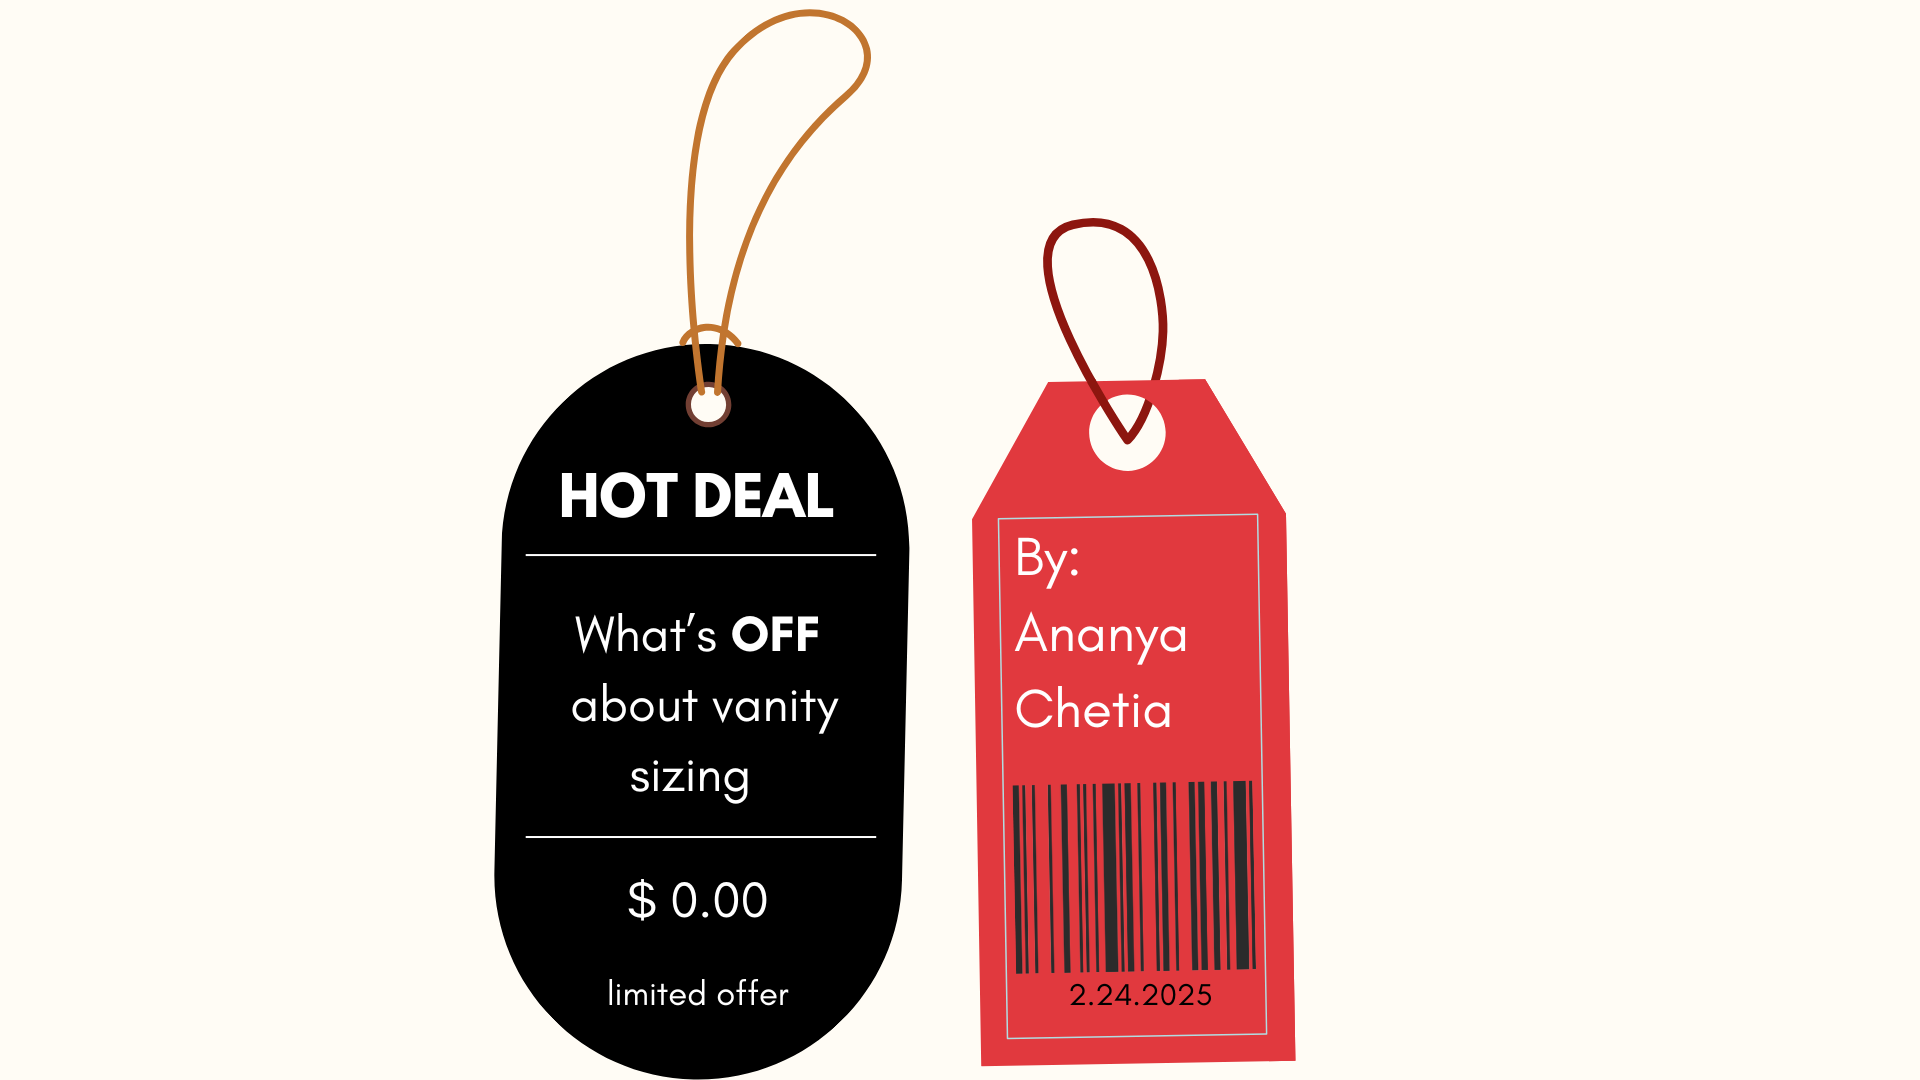 HOT DEAL
What’s OFF
about vanity
sizing
$ 0.00
limited offer
By:
Ananya
Chetia
2.24.2025